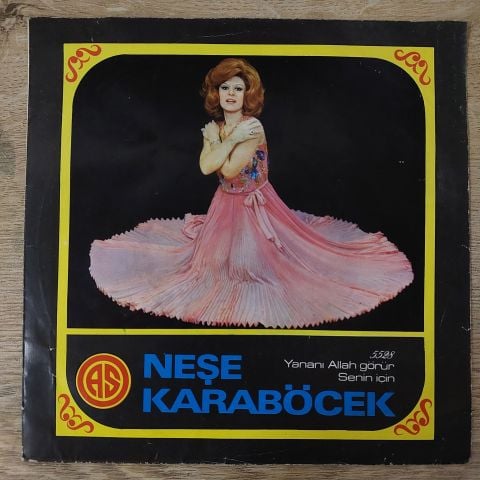 5528
Yananı Allah görür
Senin için
AS
NEŞE
KARABÖCEK